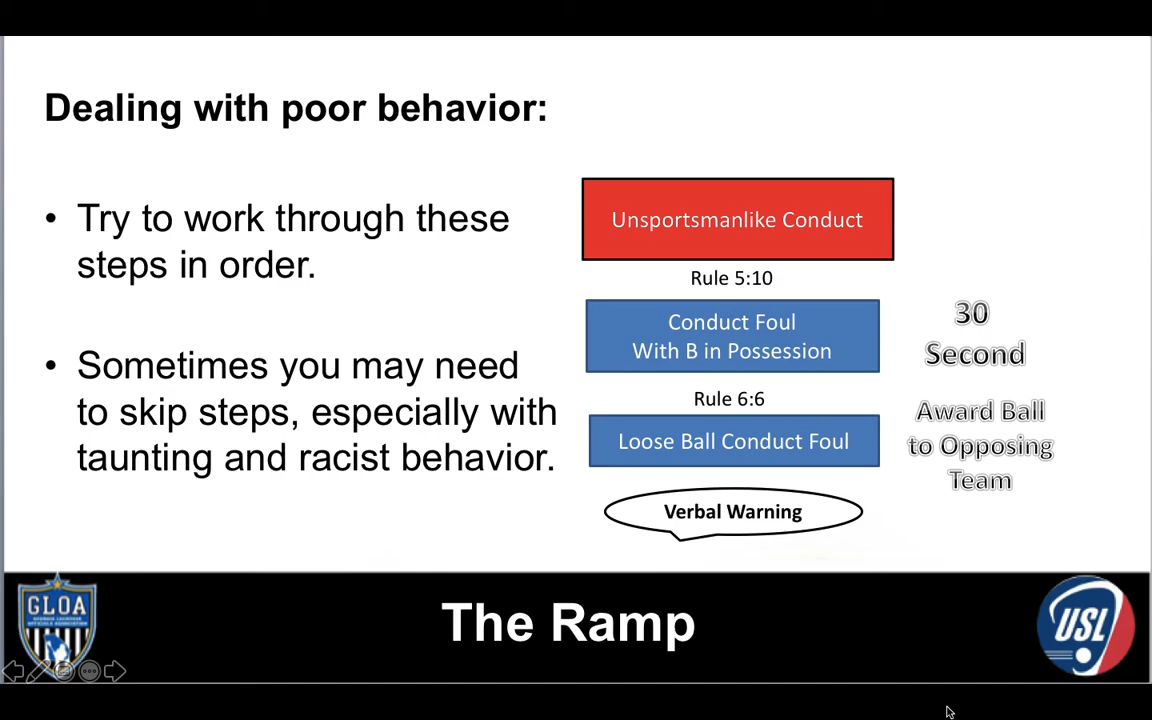 Dealing with poor behavior:
• Try to work through these
steps in order.
• Sometimes you may need
to skip steps, especially with
taunting and racist behavior.
Unsportsmanlike Conduct
Rule 5:10
Conduct Foul
With B in Possession
30
Second
Rule 6:6
Loose Ball Conduct Foul
Award Ball
to Opposing
Team
Verbal Warning
GLOA
The Ramp
USL